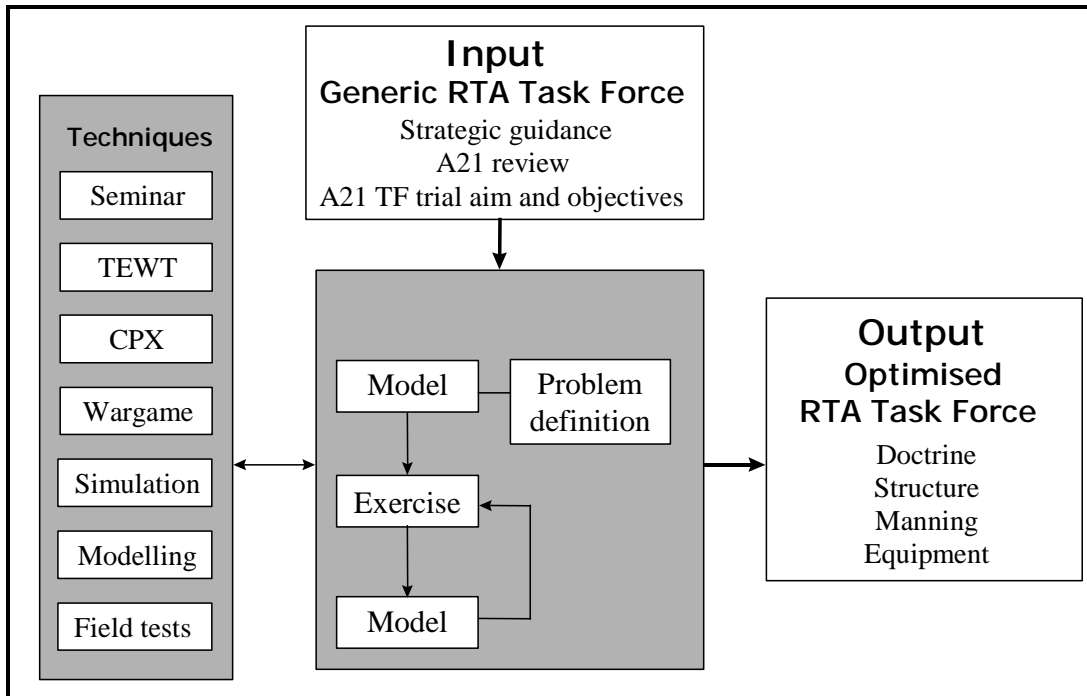 Input
Generic RTA Task Force
Strategic guidance
A21 review
A21 TF trial aim and objectives
Techniques
Seminar
TEWT
CPX
Wargame
Simulation
Modelling
Field tests
Model
Problem
definition
Exercise
Model
Output
Optimised
RTA Task Force
Doctrine
Structure
Manning
Equipment